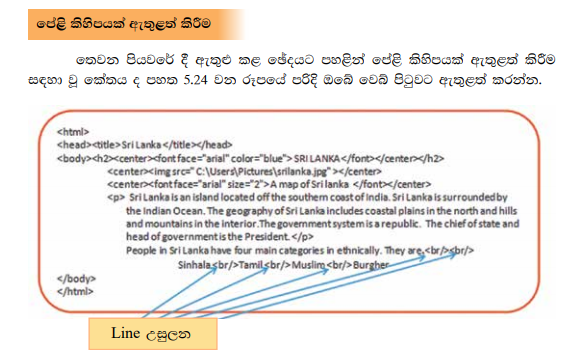 පේළි කිහිපයක් ඇතුළත් කිරීම
තෙවන පියවරේ දී ඇතුළු කළ ඡේදයට පහළින් පේළි කිහිපයක් ඇතුළත් කිරීම
සඳහා වූ කේතය ද පහත 5.24 වන රූපයේ පරිදි ඔබේ වෙබ් පිටුවට ඇතුළත් කරන්න.
<html>
<head><title>Sri Lanka</title></head>
<body><h2><center><font face="arial" color="blue"> SRI LANKA</font></center></h2>
<center><img src=" C:\Users\Pictures\srilanka.jpg" ></center>
<center><font face="arial" size="2">A map of Sri lanka </font></center>
<p> Sri Lanka is an island located off the southern coast of India. Sri Lanka is surrounded by
the Indian Ocean. The geography of Sri Lanka includes coastal plains in the north and hills
and mountains in the interior.The government system is a republic. The chief of state and
head of government is the President. </p>
People in Sri Lanka have four main categories in ethnically. They are,<br/><br/>
Sinhala,<br/>Tamil,<br/>Muslim,<br/>Burgher
</body>
</html>
Line උසුලන